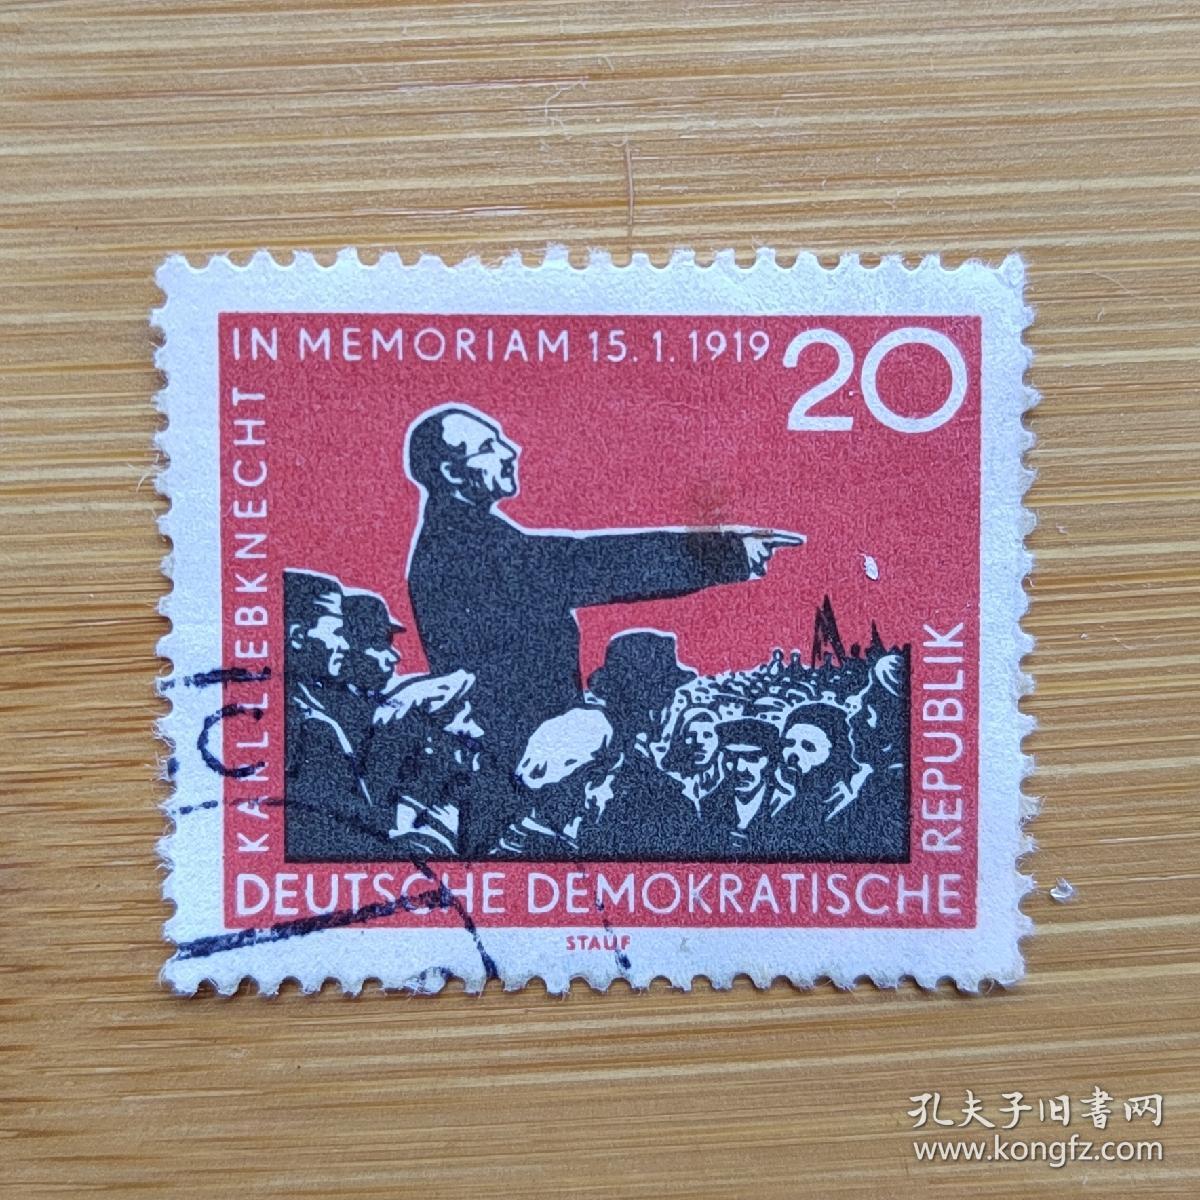 IN MEMORIAM 15.1.1919
20
KARL LIEBKNECHT
REPUBLIK
DEUTSCHE DEMOKRATISCHE
STAUF
孔夫子旧书网
www.kongfz.com